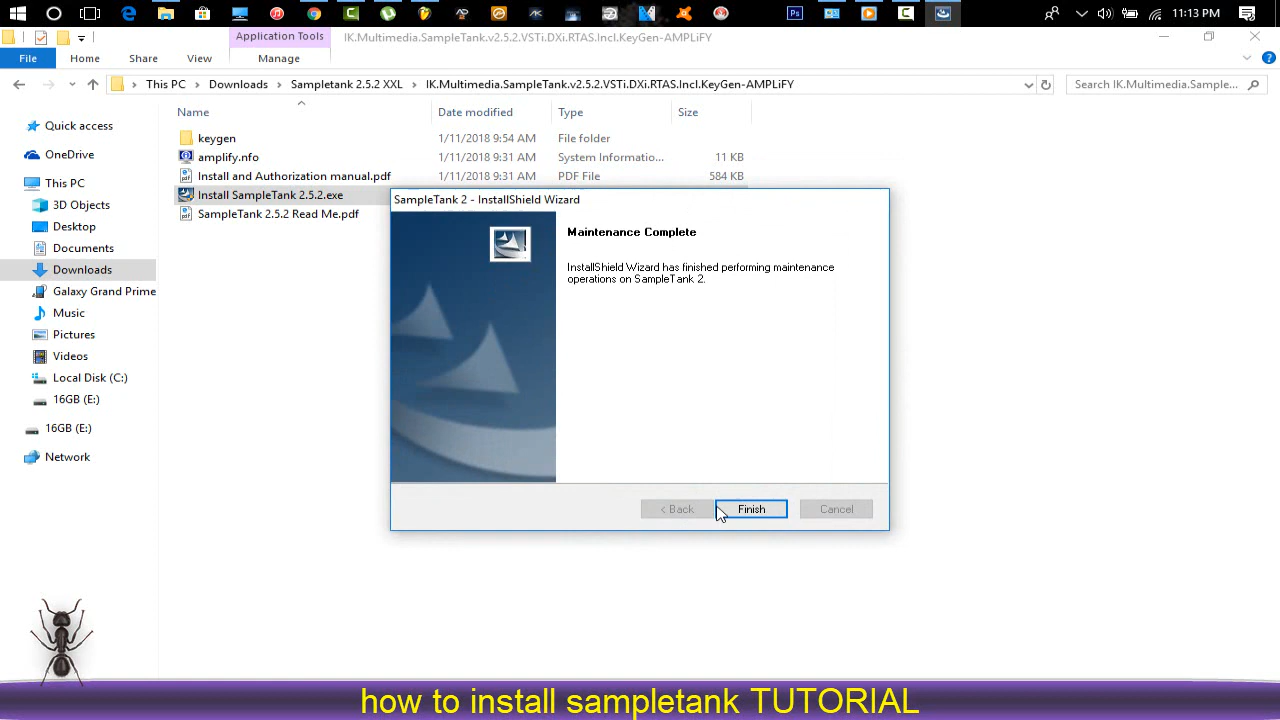 11:13 PM
Application Tools
IK.Multimedia.SampleTank.v2.5.2.VSTi.DXi.RTAS.Incl.KeyGen-AMPLiFY
File
Home
Share
View
Manage
This PC
Downloads
Sampletank 2.5.2 XXL
IK.Multimedia.SampleTank.v2.5.2.VSTi.DXi.RTAS.Incl.KeyGen-AMPLiFY
Search IK.Multimedia.Sample...
Name
Date modified
Type
Size
Quick access
OneDrive
This PC
3D Objects
Desktop
Documents
Downloads
Galaxy Grand Prime
Music
Pictures
Videos
Local Disk (C:)
16GB (E:)
16GB (E:)
Network
keygen 1/11/2018 9:54 AM File folder
amplify.nfo 1/11/2018 9:31 AM System Informatio... 11 KB
Install and Authorization manual.pdf 1/11/2018 9:31 AM PDF File 584 KB
Install SampleTank 2.5.2.exe
SampleTank 2.5.2 Read Me.pdf
SampleTank 2 - InstallShield Wizard
Maintenance Complete
InstallShield Wizard has finished performing maintenance
operations on SampleTank 2.
< Back
Finish
Cancel
how to install sampletank TUTORIAL